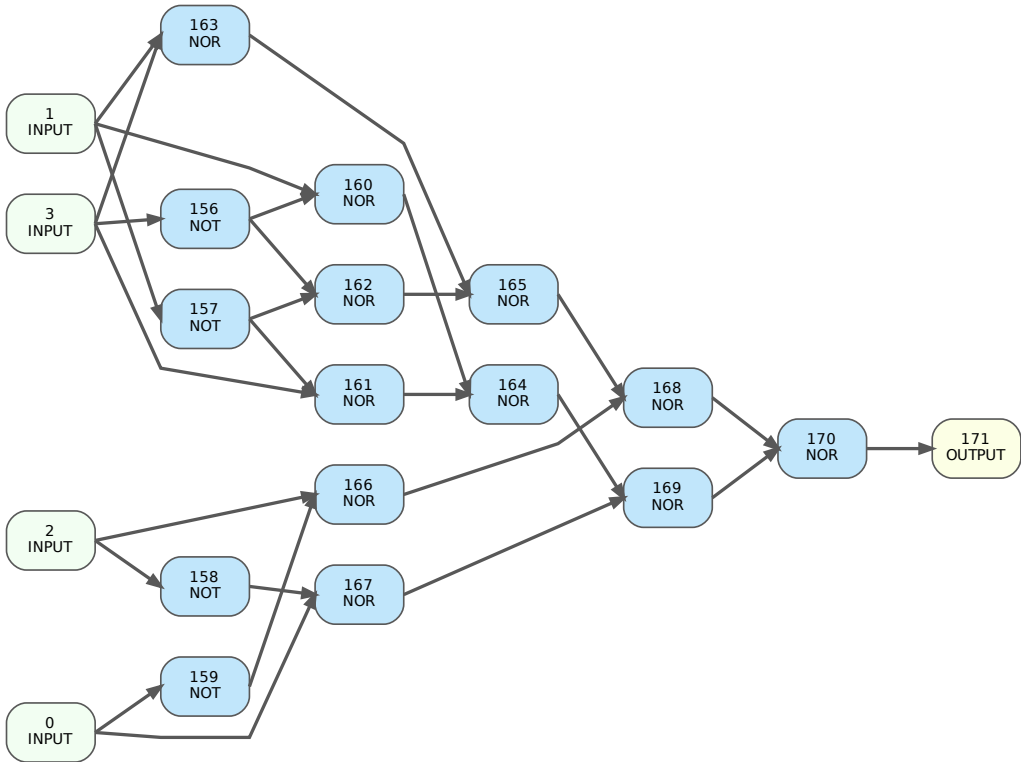 163
NOR
1
INPUT
160
NOR
156
NOT
3
INPUT
162
NOR
165
NOR
157
NOT
161
NOR
164
NOR
168
NOR
170
NOR
171
OUTPUT
166
NOR
169
NOR
2
INPUT
158
NOT
167
NOR
159
NOT
0
INPUT